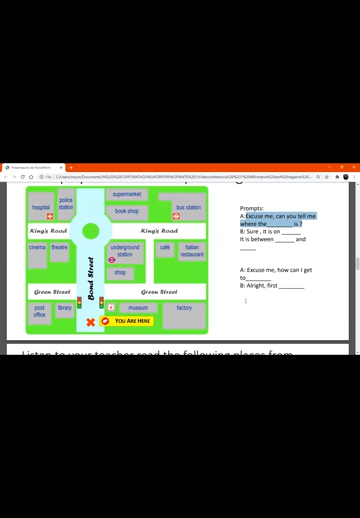 Presentación de PowerPoint
hospital
police
station
supermarket
book shop
bus station
King's Road
King's Road
cinema
theatre
Bond Street
underground
station
café
Italian
restaurant
shop
Green Street
Green Street
post
office
library
museum
factory
YOU ARE HERE
Prompts:
A: Excuse me, can you tell me
where the________ is ?
B: Sure , it is on ______
It is between ______ and
_____
A: Excuse me, how can I get
to________
B: Alright, first ________
Listen to your teacher read the following places from